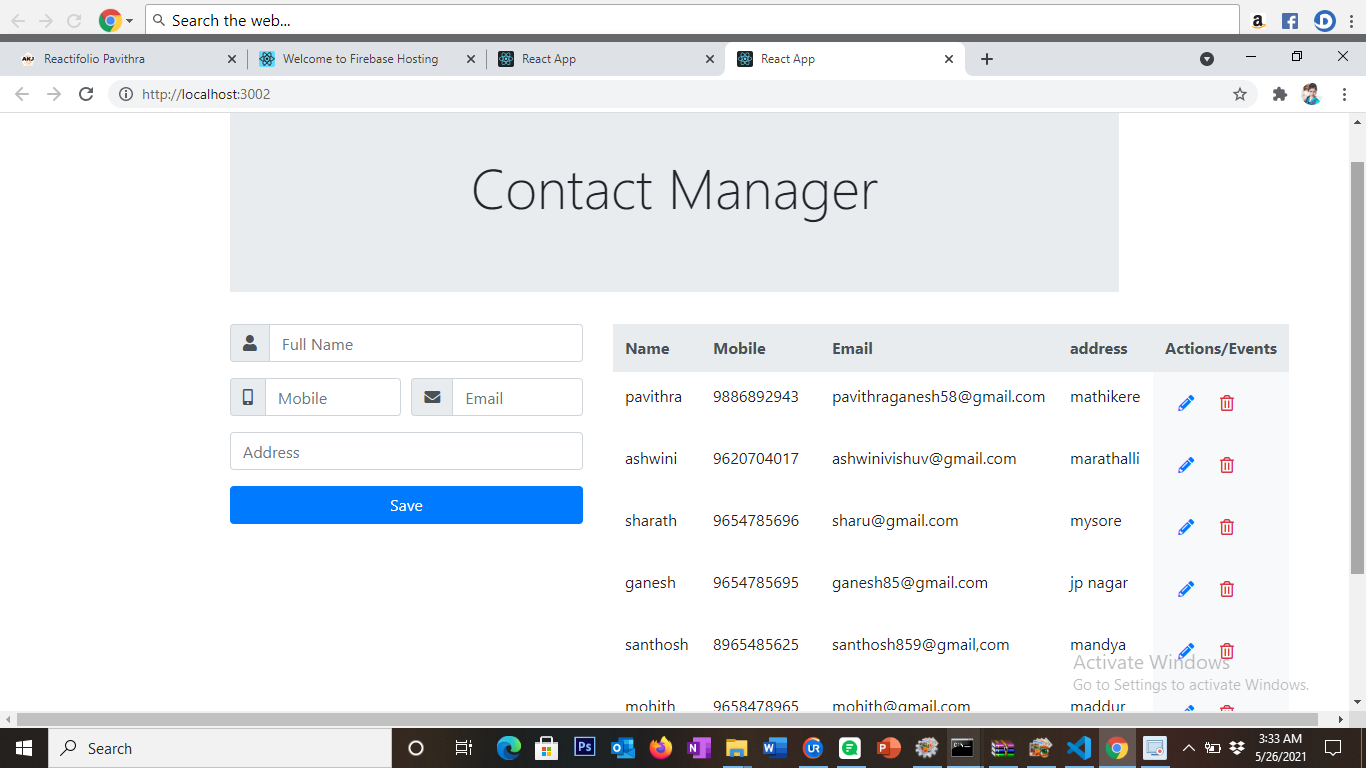 Search the web...
Reactifolio Pavithra Welcome to Firebase Hosting React App React App
http://localhost:3002
Contact Manager
Full Name
Mobile Email
Address
Save
Name Mobile Email address Actions/Events
pavithra 9886892943 pavithraganesh58@gmail.com mathikere
ashwini 9620704017 ashwinivishuv@gmail.com marathalli
sharath 9654785696 sharu@gmail.com mysore
ganesh 9654785695 ganesh85@gmail.com jp nagar
santhosh 8965485625 santhosh859@gmail,com mandya
mohith 9658478965 mohith@gmail.com maddur
Activate Windows
Go to Settings to activate Windows.
Search
3:33 AM
5/26/2021